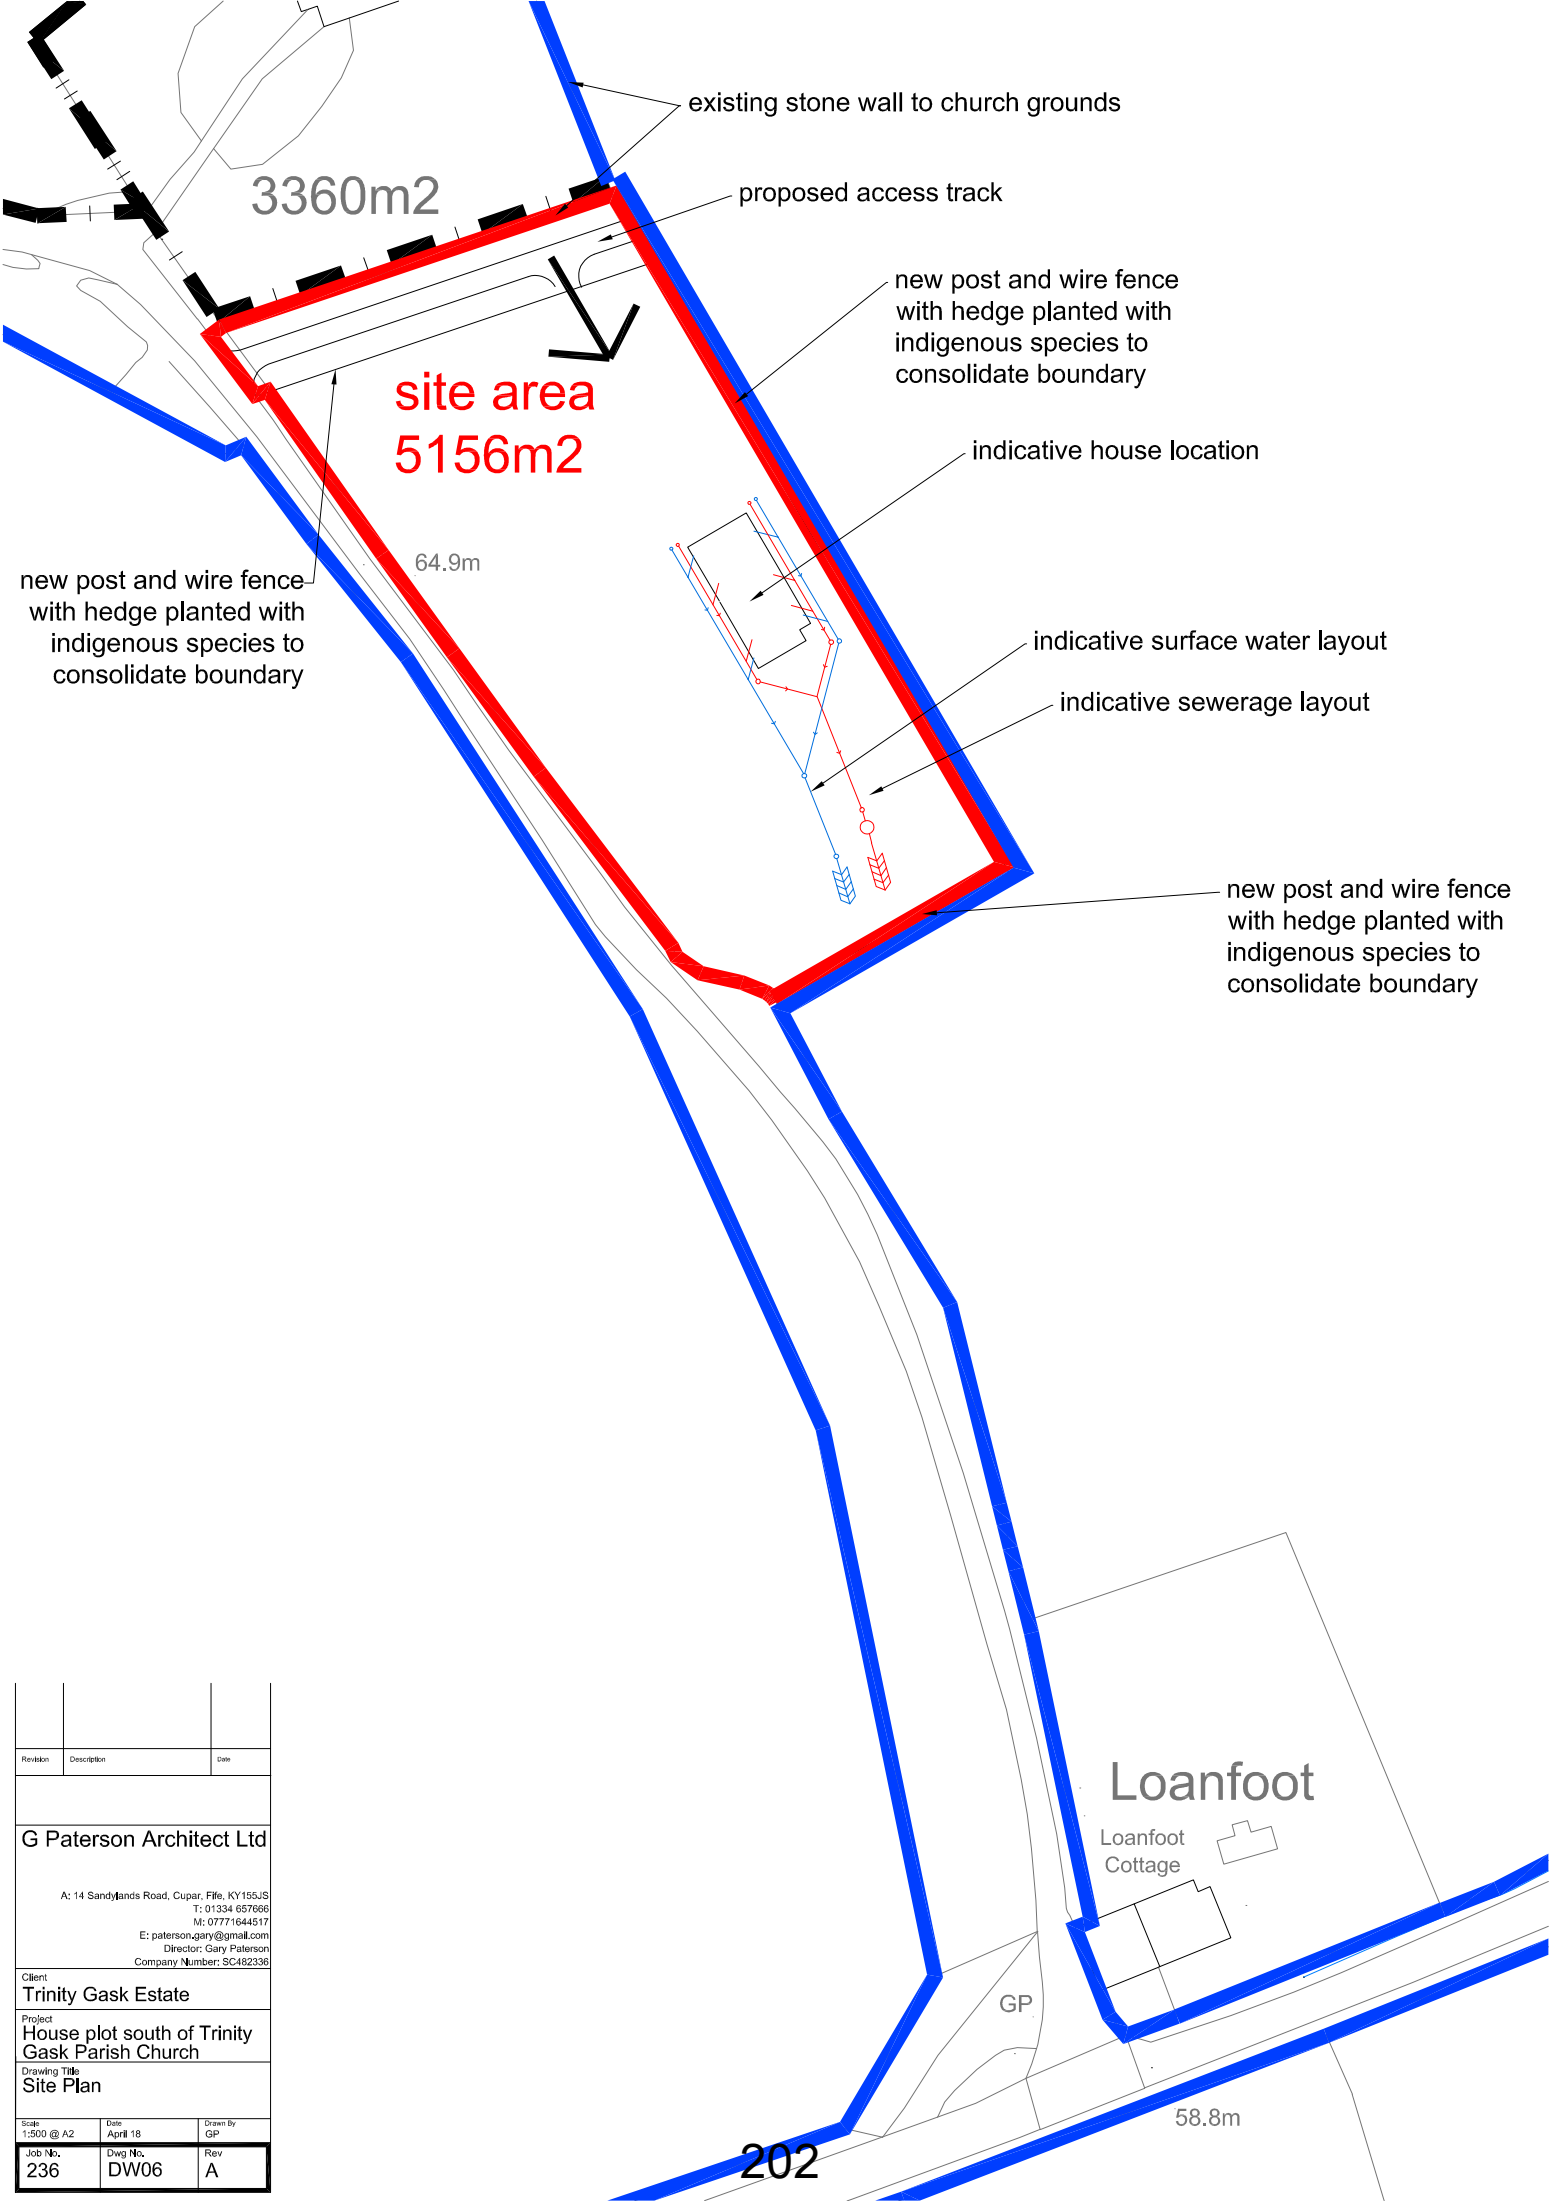 existing stone wall to church grounds
3360m2
proposed access track
new post and wire fence
with hedge planted with
indigenous species to
consolidate boundary
site area
5156m2
indicative house location
64.9m
new post and wire fence
with hedge planted with
indigenous species to
consolidate boundary
indicative surface water layout
indicative sewerage layout
new post and wire fence
with hedge planted with
indigenous species to
consolidate boundary
Loanfoot
Loanfoot
Cottage
GP
58.8m
202
Revision Description Date
G Paterson Architect Ltd
A: 14 Sandylands Road, Cupar, Fife, KY155JS
T: 01334 657666
M: 07771644517
E: paterson.gary@gmail.com
Director: Gary Paterson
Company Number: SC482336
Client
Trinity Gask Estate
Project
House plot south of Trinity
Gask Parish Church
Drawing Title
Site Plan
Scale Date Drawn By
1:500 @ A2 April 18 GP
Job No. Dwg No. Rev
236 DW06 A